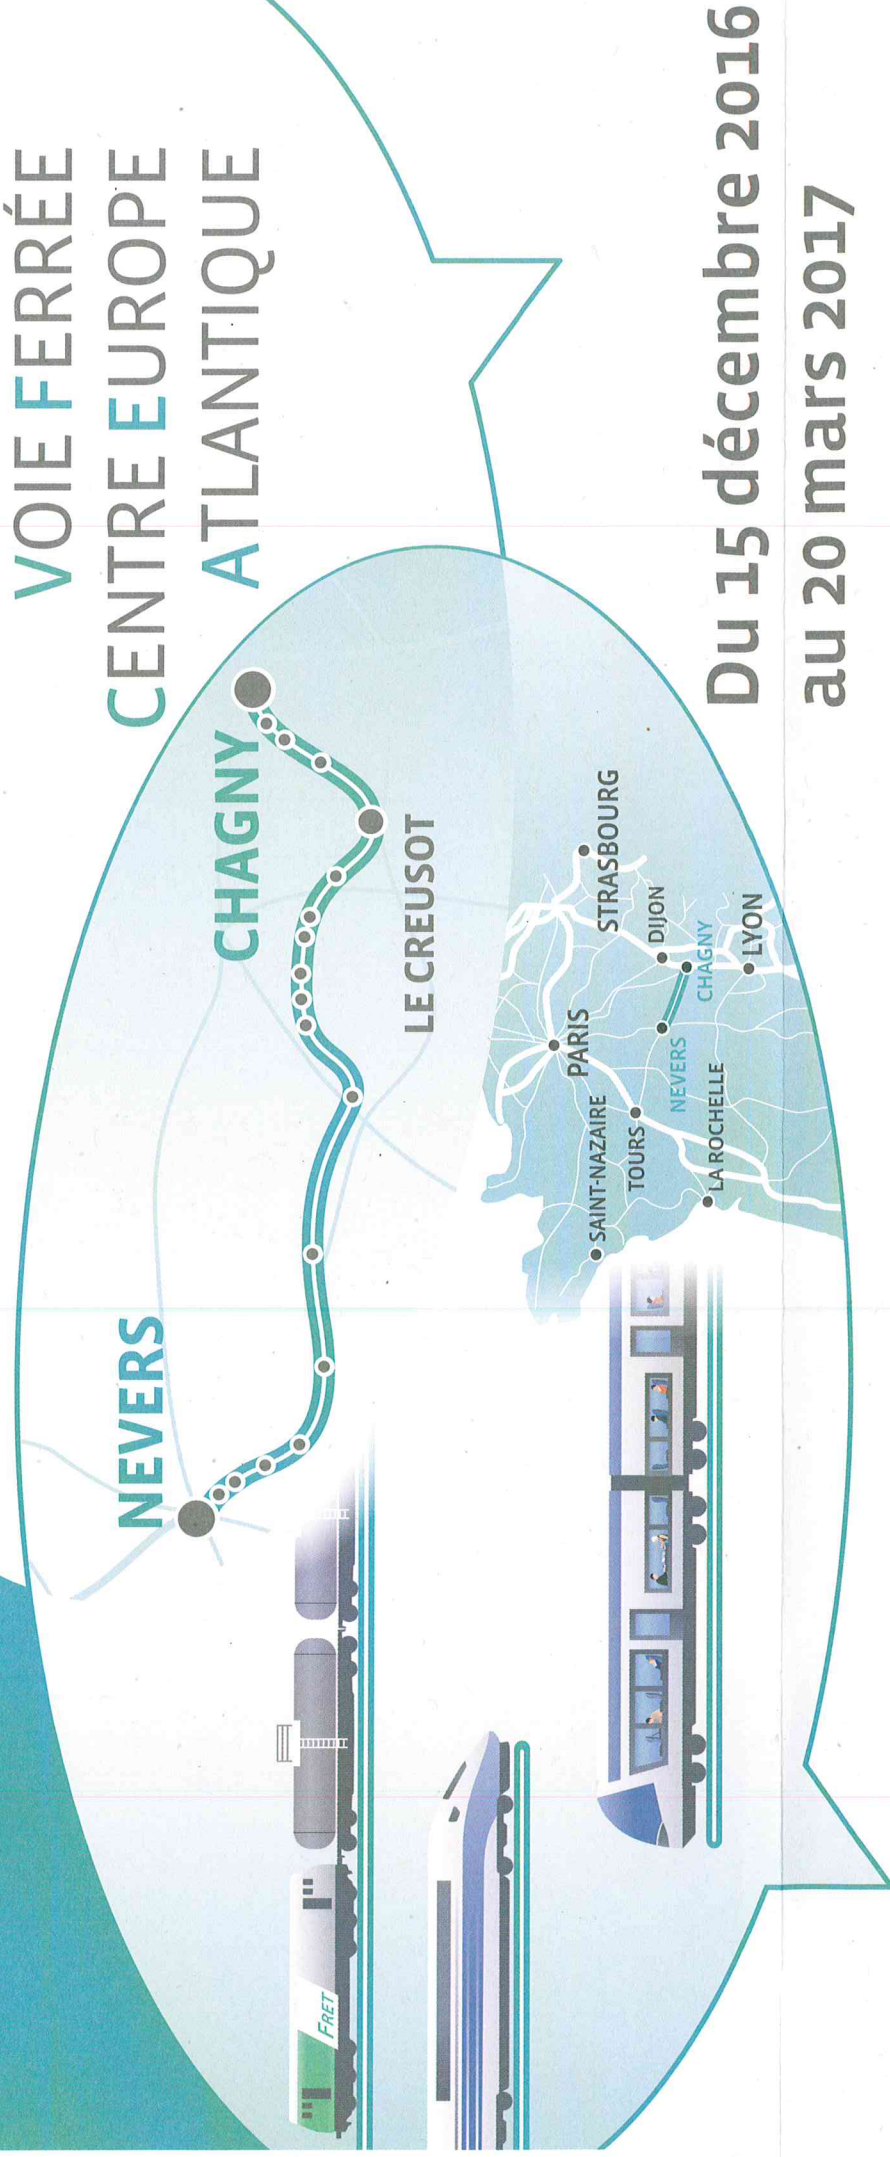 VOIE FERRÉE
CENTRE EUROPE
ATLANTIQUE
NEVERS
CHAGNY
LE CREUSOT
PARIS
STRASBOURG
SAINT-NAZAIRE
TOURS
DIJON
NEVERS
CHAGNY
LA ROCHELLE
LYON
FRET
Du 15 décembre 2016
au 20 mars 2017